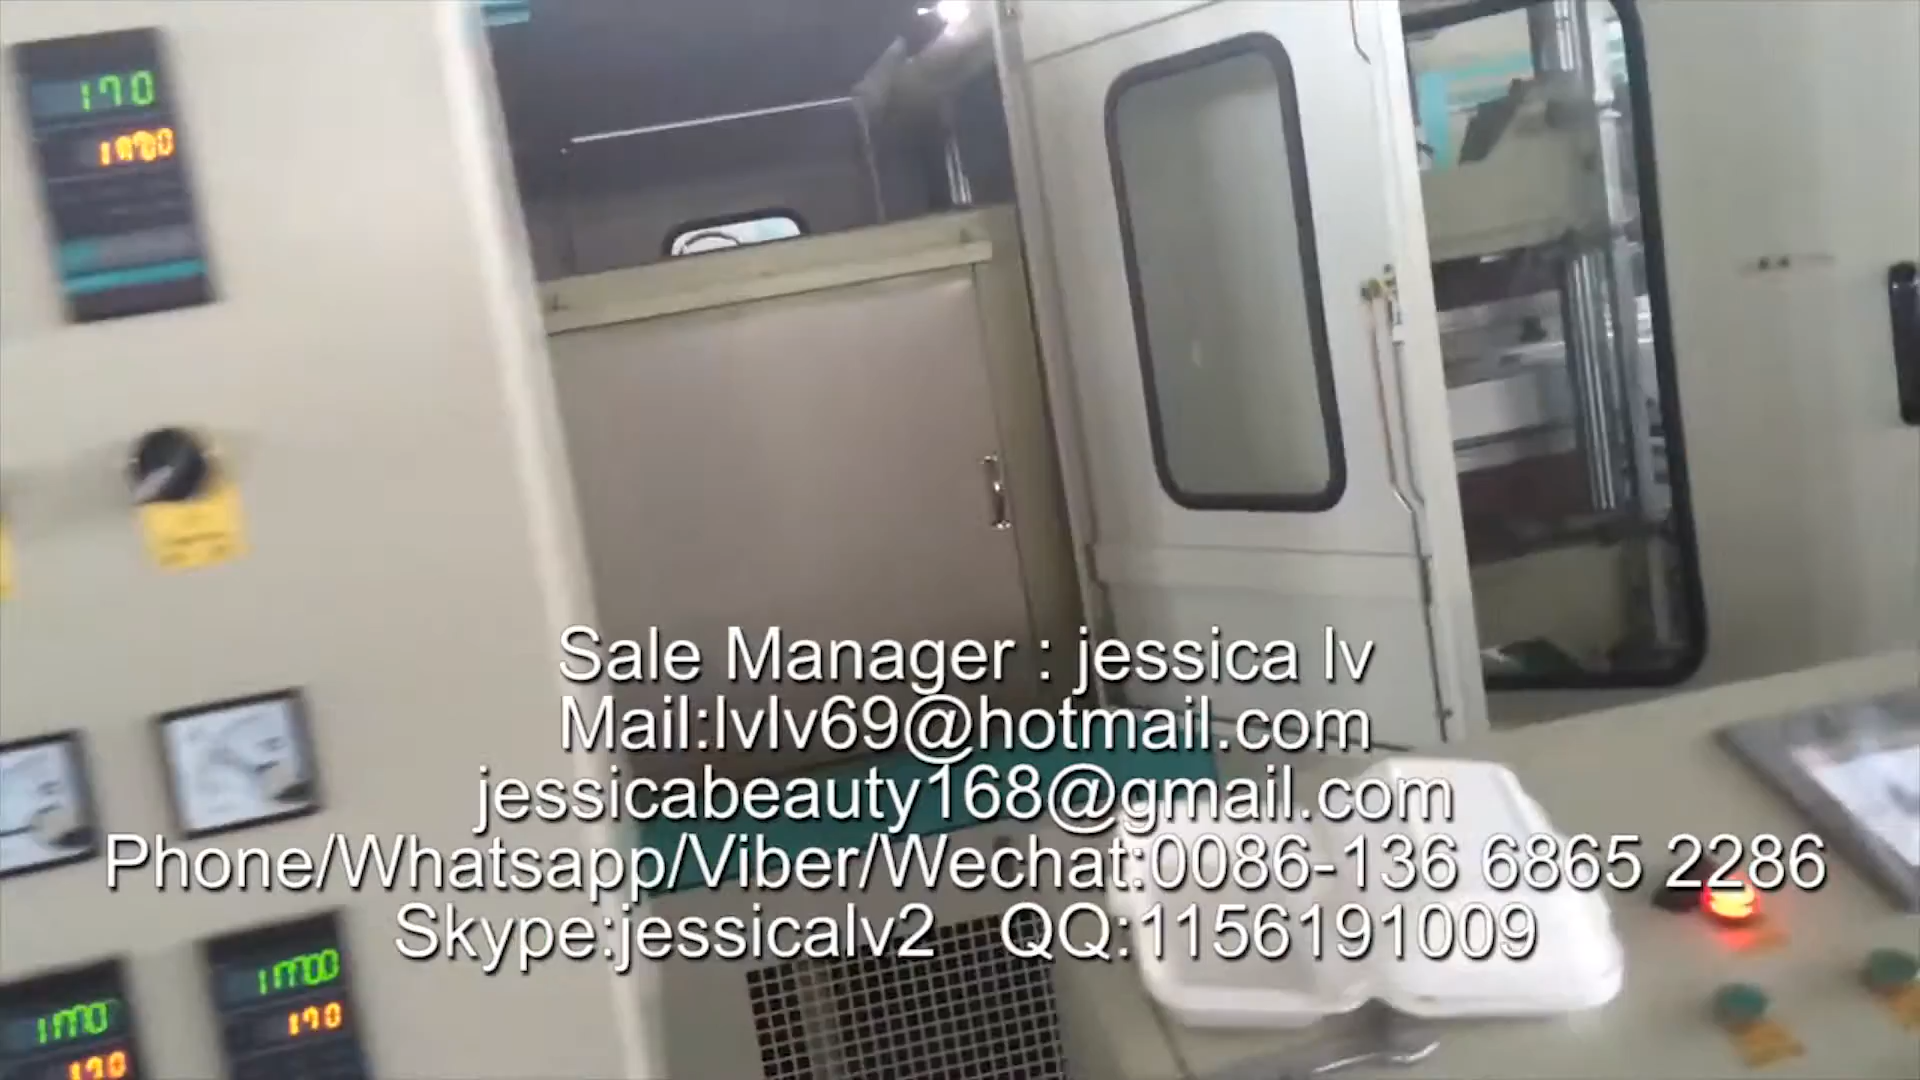 170
Sale Manager : jessica lv
Mail:lvlv69@hotmail.com
jessicabeauty168@gmail.com
Phone/Whatsapp/Viber/Wechat:0086-136 6865 2286
Skype:jessicalv2 QQ:1156191009
170